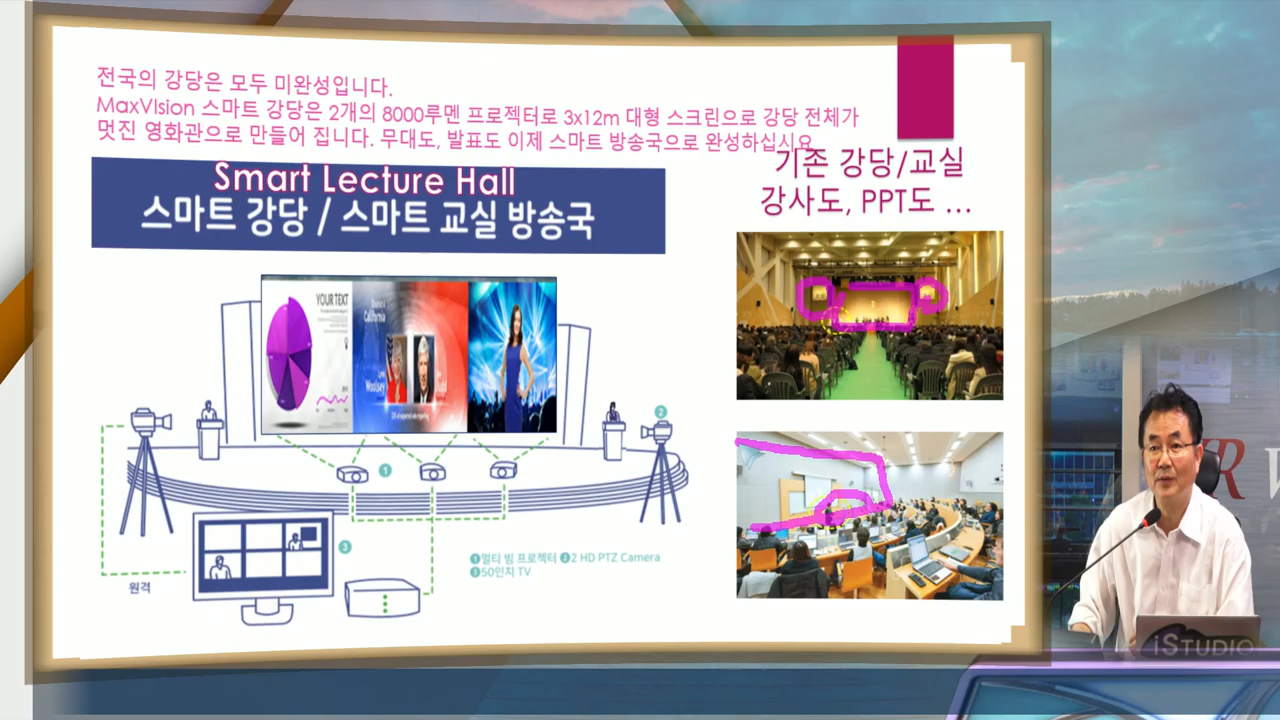 전국의 강당은 모두 미완성입니다.
MaxVIsion 스마트 강당은 2개의 8000루멘 프로젝터로 3x12m 대형 스크린으로 강당 전체가
멋진 영화관으로 만들어 집니다. 무대도, 발표도 이제 스마트 방송국으로 완성하십시요
Smart Lecture Hall
스마트 강당 / 스마트 교실 방송국
기존 강당/교실
강사도, PPT도 ...
YOUR TEXT
California
Lynn
Woolsey
1
2
3
원격
❶멀티 빔 프로젝터 ❷2 HD PTZ Camera
❸50인치 TV
R W
iSTUDIO